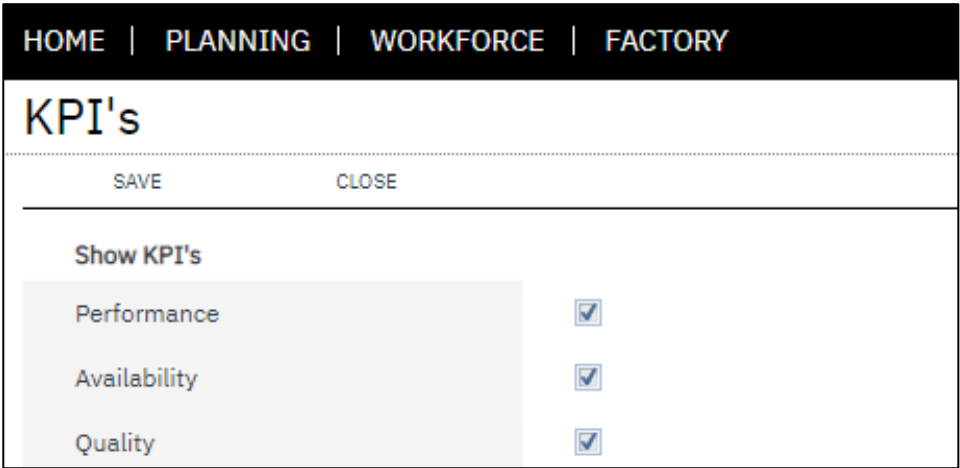 HOME | PLANNING | WORKFORCE | FACTORY
KPI's
SAVE CLOSE
Show KPI's
Performance
Availability
Quality